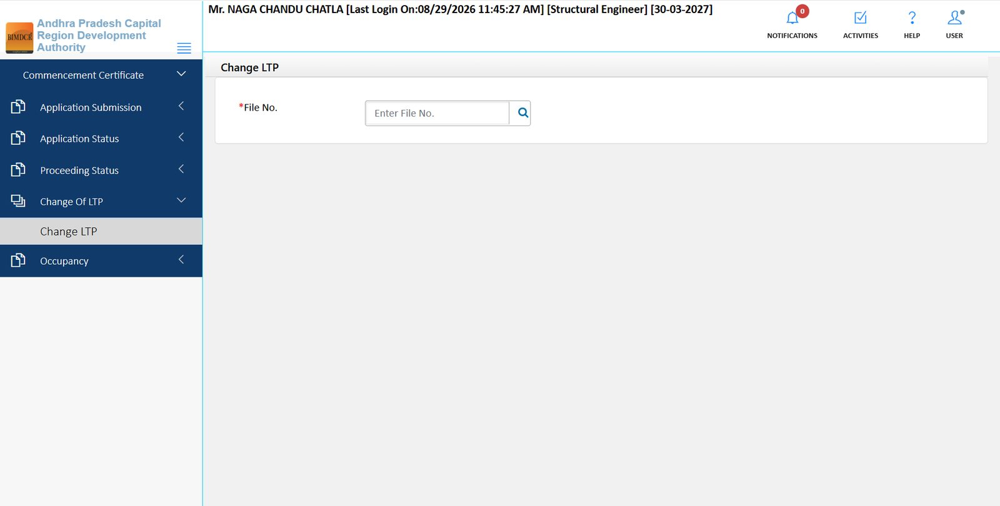 Mr. NAGA CHANDU CHATLA [Last Login On:08/29/2026 11:45:27 AM] [Structural Engineer] [30-03-2027]
0
NOTIFICATIONS
ACTIVITIES
HELP
USER
BIMDCR
Andhra Pradesh Capital
Region Development
Authority
Commencement Certificate
Application Submission
Application Status
Proceeding Status
Change Of LTP
Change LTP
Occupancy
Change LTP
*File No.
Enter File No.